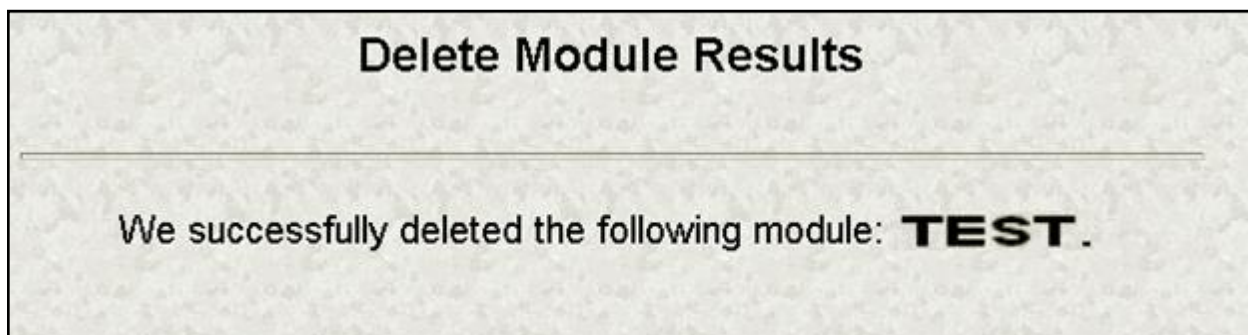 Delete Module Results
We successfully deleted the following module: TEST.